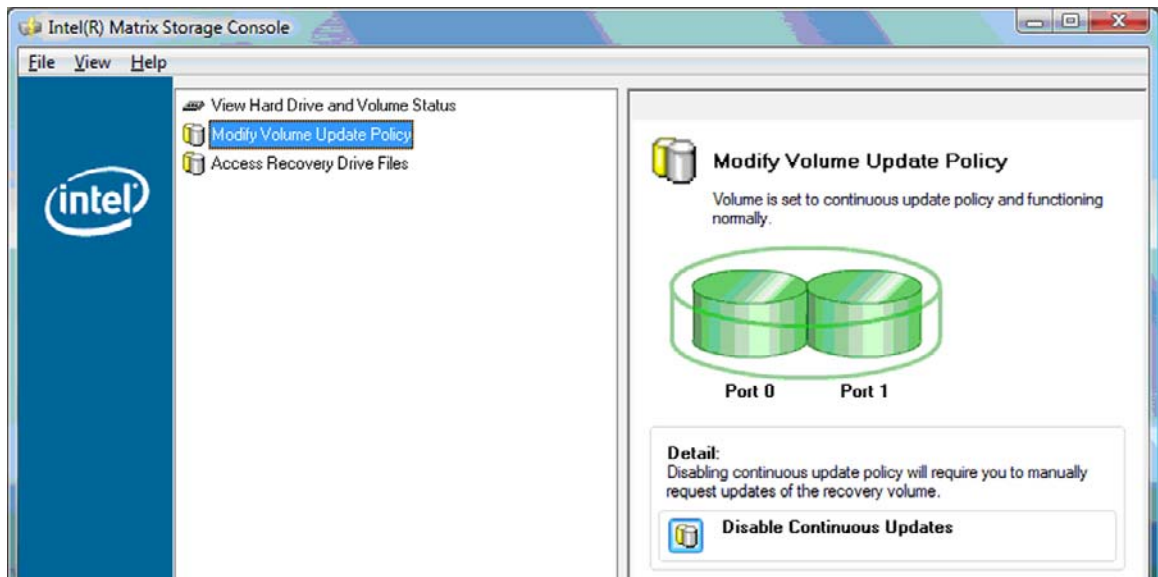 Intel(R) Matrix Storage Console
File View Help
intel
View Hard Drive and Volume Status
Modify Volume Update Policy
Access Recovery Drive Files
Modify Volume Update Policy
Volume is set to continuous update policy and functioning
normally.
Port 0 Port 1
Detail:
Disabling continuous update policy will require you to manually
request updates of the recovery volume.
Disable Continuous Updates